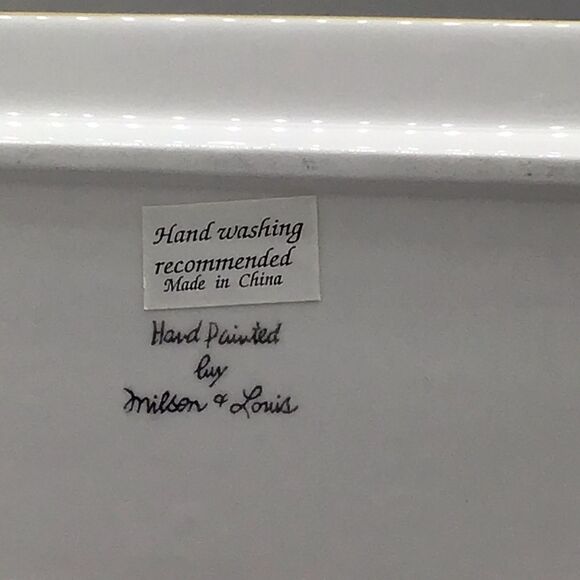 Hand washing
recommended
Made in China
Hand Painted
by
Milson & Louis